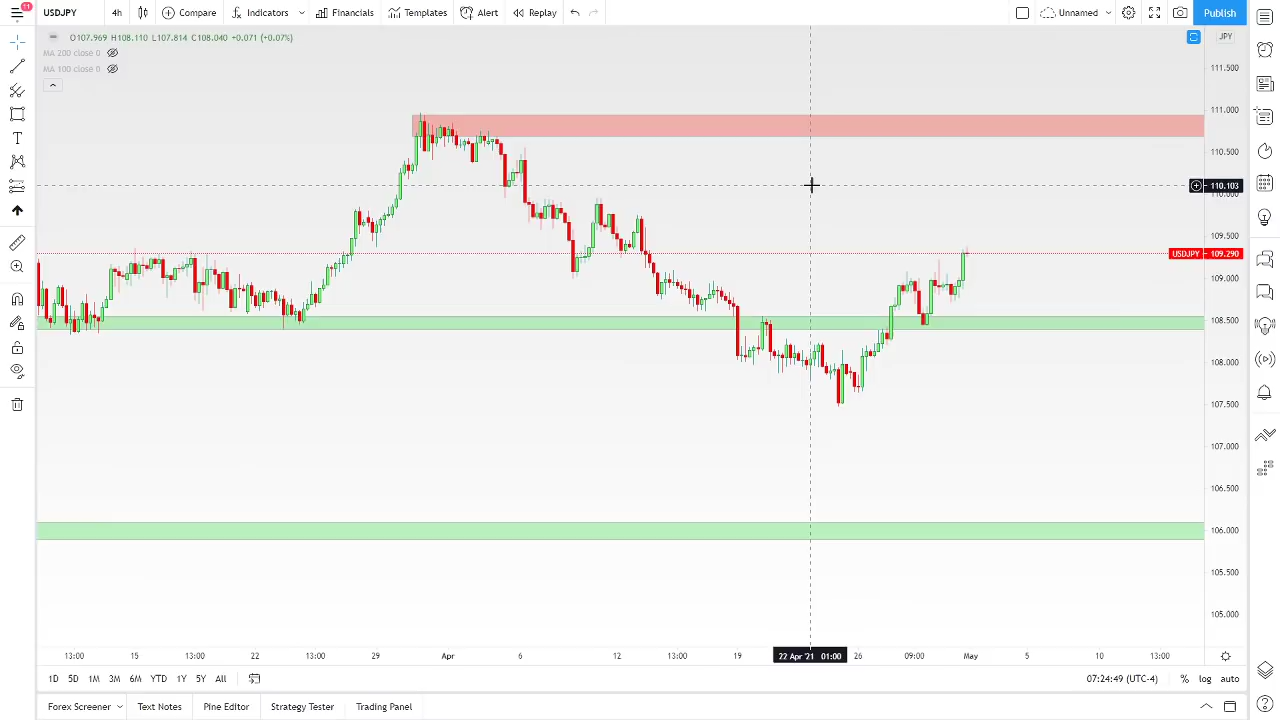 11
USDJPY 4h Compare Indicators Financials Templates Alert Replay Unnamed Publish
O107.969 H108.110 L107.814 C108.040 +0.071 (+0.07%)
JPY
MA 200 close 0
MA 100 close 0
111.500
111.000
110.500
110.103
110.000
109.500
USDJPY 109.290
109.000
108.500
108.000
107.500
107.000
106.500
106.000
105.500
105.000
13:00 15 13:00 22 13:00 29 Apr 6 12 13:00 19 22 Apr '21 01:00 26 09:00 May 5 10 13:00
1D 5D 1M 3M 6M YTD 1Y 5Y All 07:24:49 (UTC-4) % log auto
Forex Screener Text Notes Pine Editor Strategy Tester Trading Panel